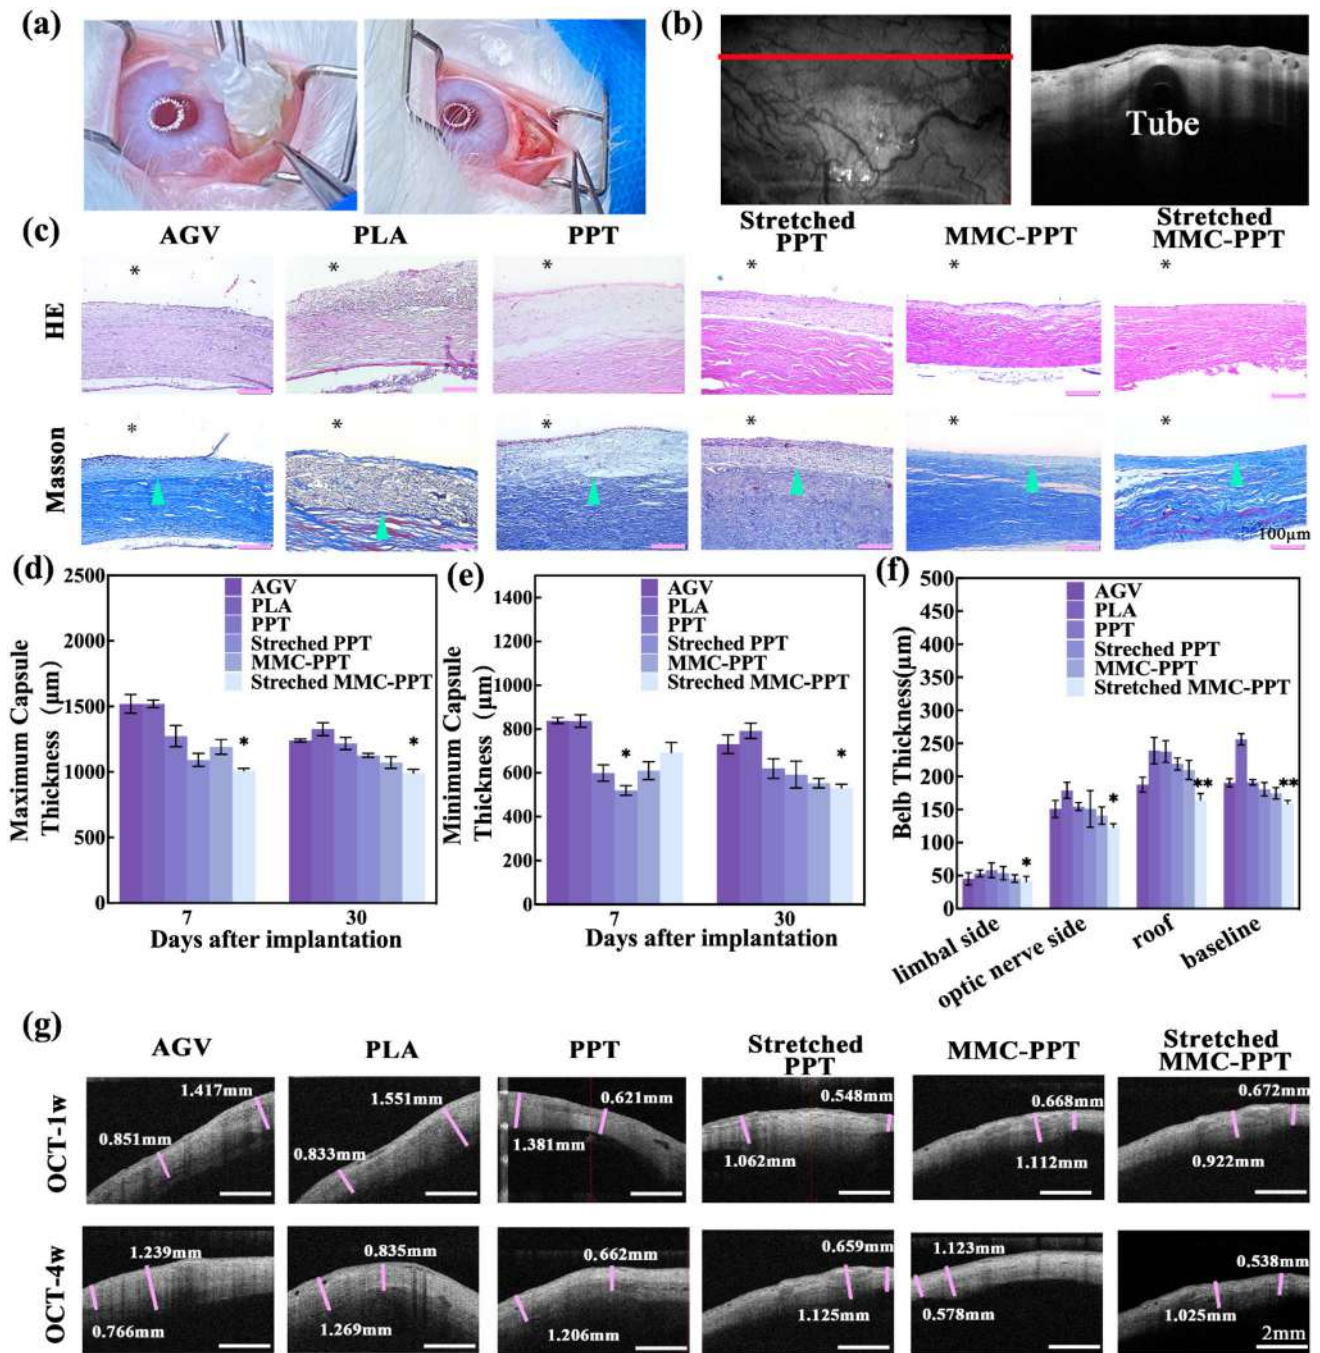 (a)
(b)
Tube
(c)
AGV
PLA
PPT
Stretched
PPT
MMC-PPT
Stretched
MMC-PPT
HE
* * * * * *
Masson
* * * * * *
100μm
(d)
2500
2000
1500
1000
500
0
Maximum Capsule
Thickness (μm)
AGV
PLA
PPT
Streched PPT
MMC-PPT
Streched MMC-PPT
*
*
7
30
Days after implantation
(e)
1400
1200
1000
800
600
400
200
0
Minimum Capsule
Thickness (μm)
AGV
PLA
PPT
Streched PPT
MMC-PPT
Streched MMC-PPT
*
*
7
30
Days after implantation
(f)
500
450
400
350
300
250
200
150
100
50
0
Belb Thickness(μm)
AGV
PLA
PPT
Streched PPT
MMC-PPT
Stretched MMC-PPT
*
*
**
**
limbal side
optic nerve side
roof
baseline
(g)
AGV
PLA
PPT
Stretched
PPT
MMC-PPT
Stretched
MMC-PPT
OCT-1w
1.417mm
0.851mm
1.551mm
0.833mm
0.621mm
1.381mm
0.548mm
1.062mm
0.668mm
1.112mm
0.672mm
0.922mm
OCT-4w
1.239mm
0.766mm
0.835mm
1.269mm
0.662mm
1.206mm
0.659mm
1.125mm
1.123mm
0.578mm
0.538mm
1.025mm
2mm